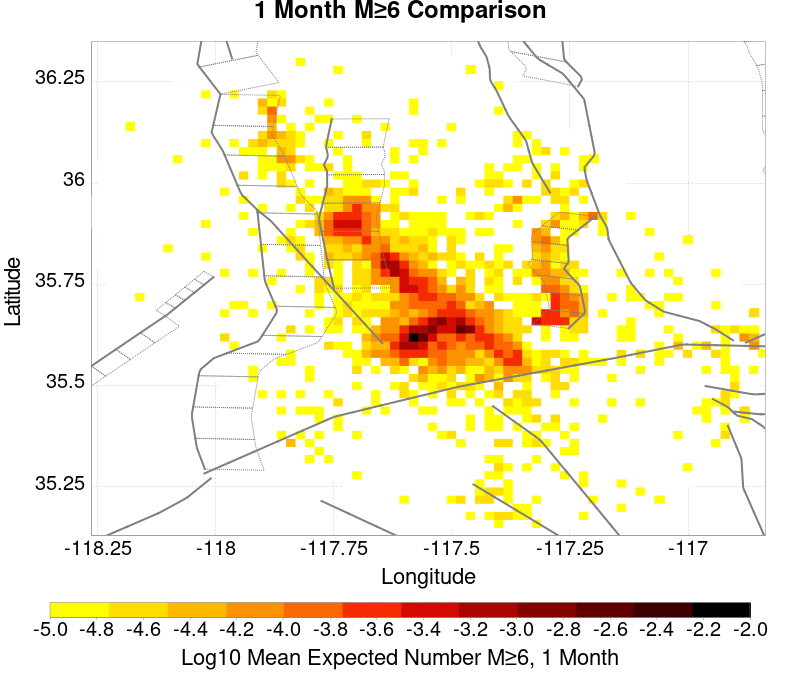 1 Month M≥6 Comparison
36.25
36
35.75
35.5
35.25
Latitude
-118.25 -118 -117.75 -117.5 -117.25 -117
Longitude
-5.0 -4.8 -4.6 -4.4 -4.2 -4.0 -3.8 -3.6 -3.4 -3.2 -3.0 -2.8 -2.6 -2.4 -2.2 -2.0
Log10 Mean Expected Number M≥6, 1 Month